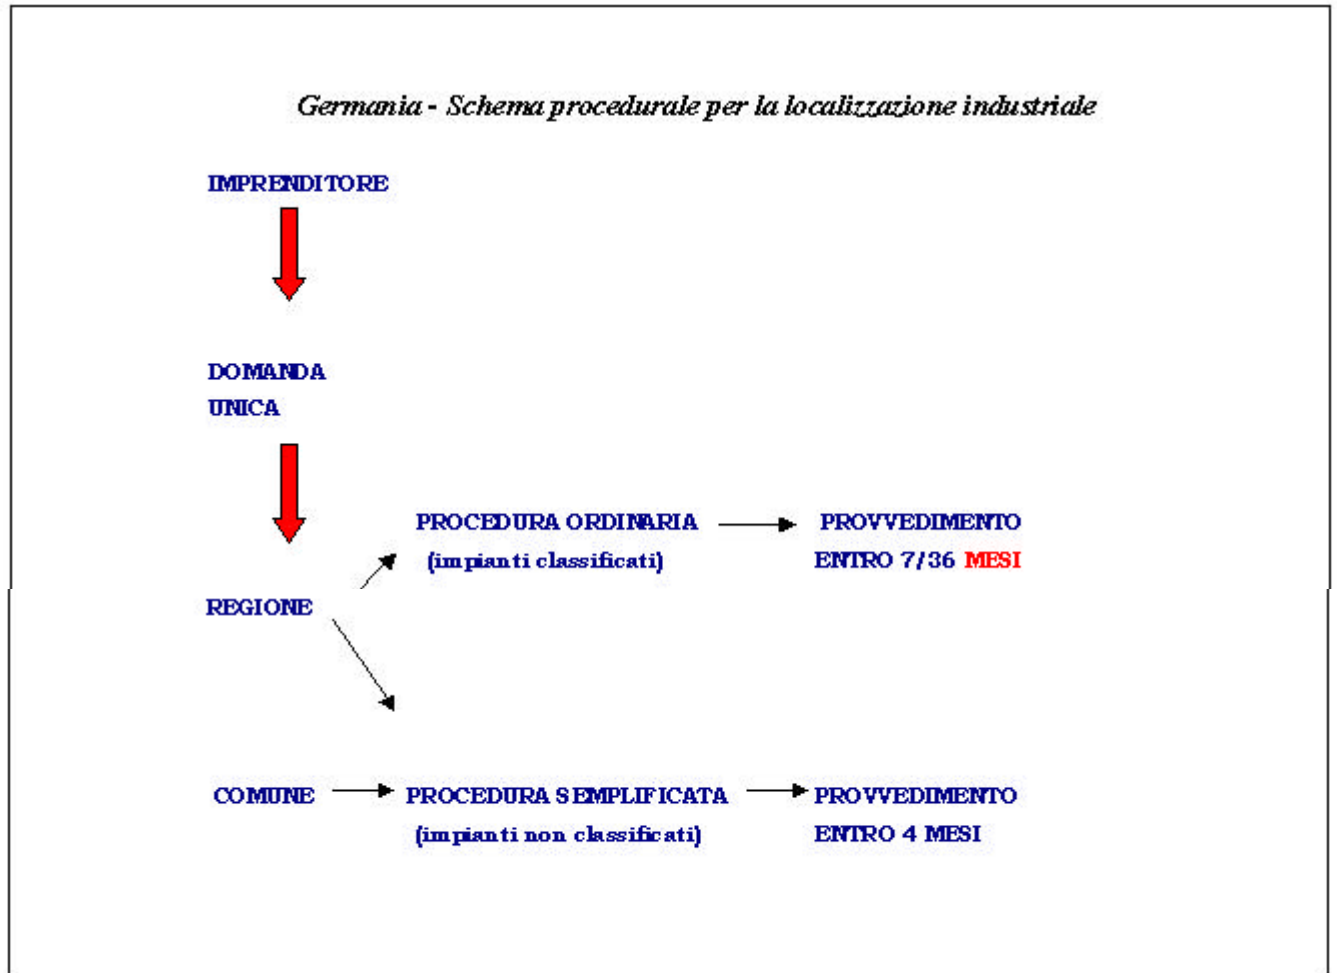 Germania - Schema procedurale per la localizzazione industriale
IMPRENDITORE
DOMANDA
UNICA
PROCEDURA ORDINARIA
(impianti classificati)
PROVVEDIMENTO
ENTRO 7/36 MESI
REGIONE
COMUNE
PROCEDURA SEMPLIFICATA
(impianti non classificati)
PROVVEDIMENTO
ENTRO 4 MESI